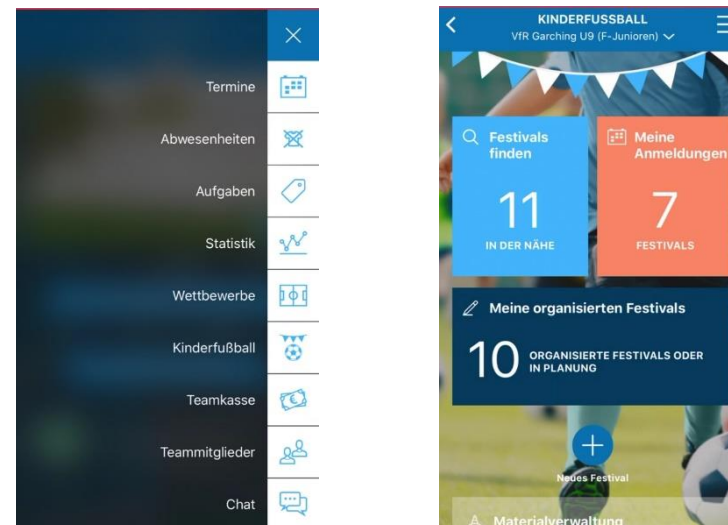 Termine
Abwesenheiten
Aufgaben
Statistik
Wettbewerbe
Kinderfußball
Teamkasse
Teammitglieder
Chat
KINDERFUSSBALL
VfR Garching U9 (F-Junioren)
Festivals
finden
11
IN DER NÄHE
Meine
Anmeldungen
7
FESTIVALS
Meine organisierten Festivals
10
ORGANISIERTE FESTIVALS ODER
IN PLANUNG
Neues Festival
Materialverwaltung